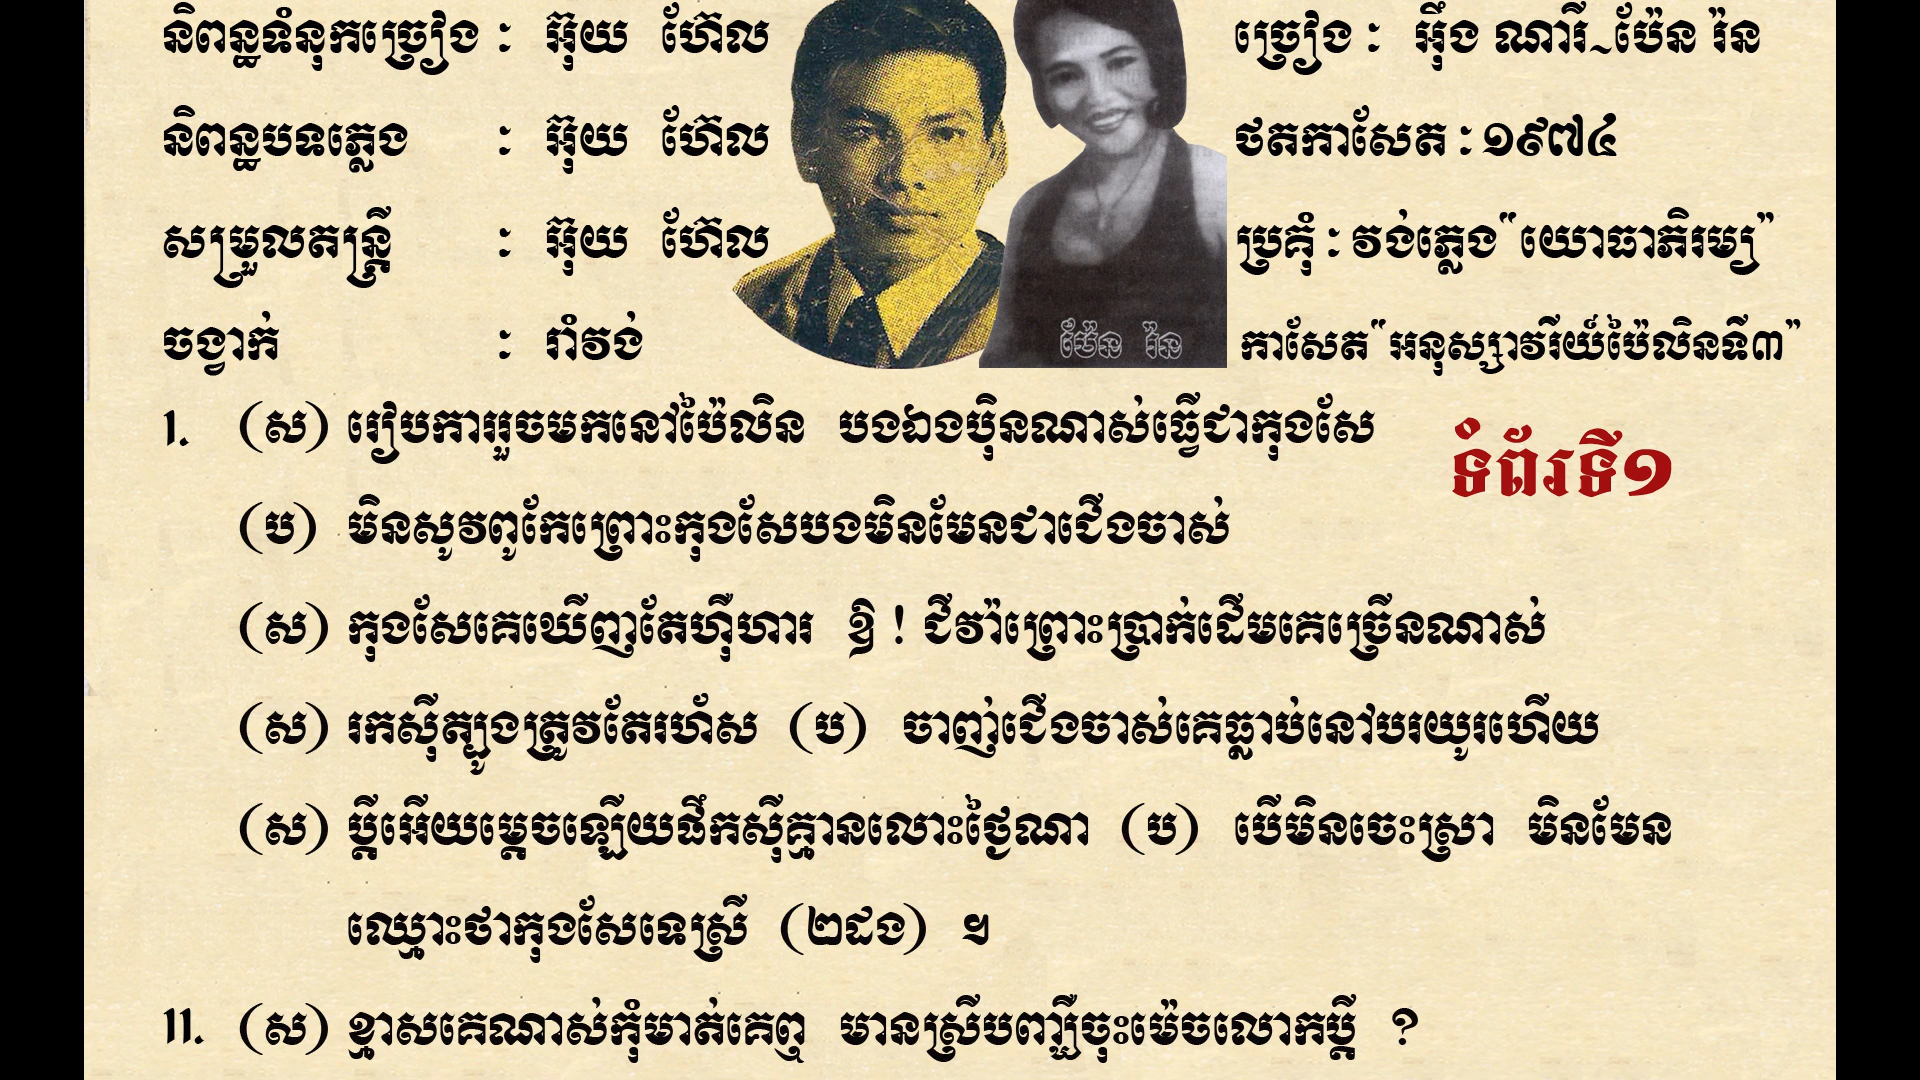 និពន្ឋទំនុកច្រៀង : អ៊ុយ ហ៊ែល
ច្រៀង : អ៊ឹង ណារី~ប៉ែន រ៉ន
និពន្ឋបទភ្លេង : អ៊ុយ ហ៊ែល
ថតកាសែត : ១៩៧៤
សម្រួលតន្ត្រី : អ៊ុយ ហ៊ែល
ប្រគុំ : វង់ភ្លេង“យោធាភិរម្យ”
ចង្វាក់ : រាំវង់
ប៉ែន រ៉ន
កាសែត“អនុស្សាវរីយ៍ប៉ៃលិនទី៣”
I. (ស) រៀបការរួចមកនៅប៉ៃលិន បងឯងប៉ិនណាស់ធ្វើជាកុងសែ
ទំព័រទី១
(ប) មិនសូវពូកែព្រោះកុងសែបងមិនមែនជាជើងចាស់
(ស) កុងសែគេឃើញតែហ៊ឺហារ ឱ ! ជីវ៉ាព្រោះប្រាក់ដើមគេច្រើនណាស់
(ស) រកស៊ីត្បូងត្រូវតែរហ័ស (ប) ចាញ់ជើងចាស់គេធ្លាប់នៅបរយូរហើយ
(ស) ប្ដីអើយម្ដេចឡើយផឹកស៊ីគ្មានលោះថ្ងៃណា (ប) បើមិនចេះស្រា មិនមែន
ឈ្មោះថាកុងសែទេស្រី (២ដង) ។
II. (ស) ខ្មាសគេណាស់កុំមាត់គេឮ មានស្រីបញ្ជើចុះម៉េចលោកប្ដី ?